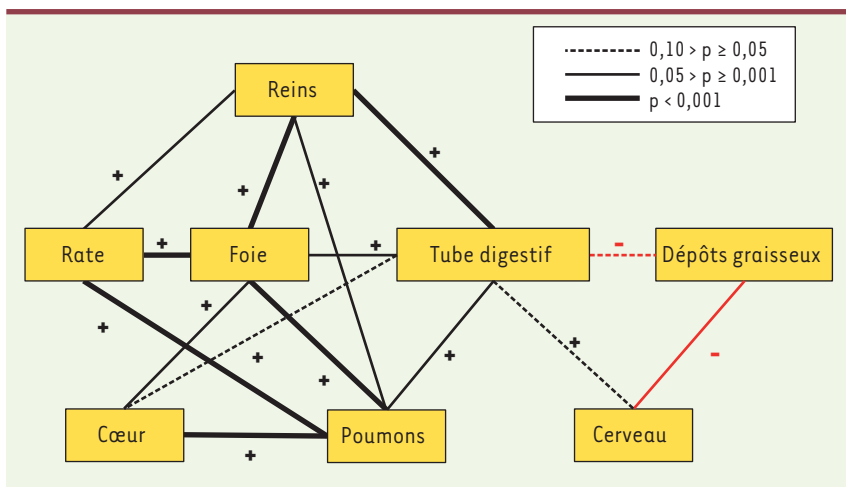 0,10 > p ≥ 0,05
0,05 > p ≥ 0,001
p < 0,001
Reins
+
+
+
+
Rate
+
Foie
+
Tube digestif
-
Dépôts graisseux
+
+
+
+
+
+
-
Cœur
+
Poumons
Cerveau